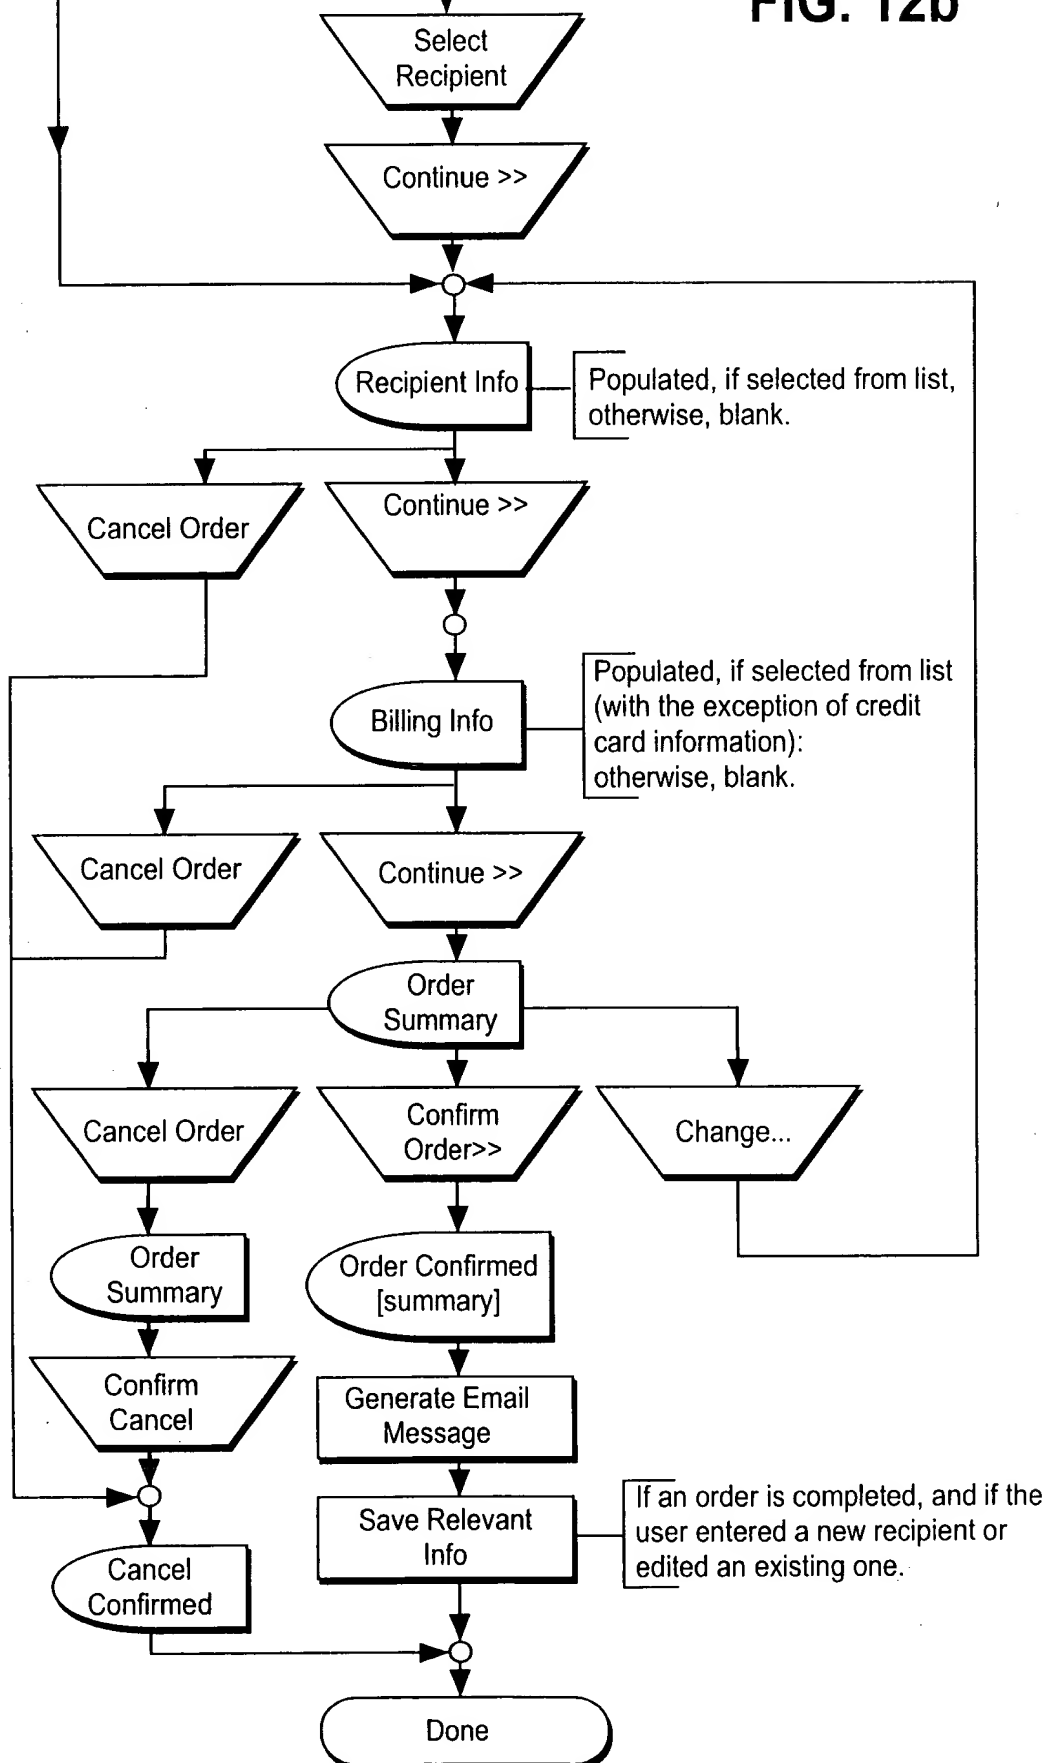 FIG. 12b
Select
Recipient
Continue >>
Recipient Info
Populated, if selected from list,
otherwise, blank.
Cancel Order
Continue >>
Billing Info
Populated, if selected from list
(with the exception of credit
card information):
otherwise, blank.
Cancel Order
Continue >>
Order
Summary
Cancel Order
Confirm
Order>>
Change...
Order
Summary
Order Confirmed
[summary]
Confirm
Cancel
Generate Email
Message
Save Relevant
Info
If an order is completed, and if the
user entered a new recipient or
edited an existing one.
Cancel
Confirmed
Done